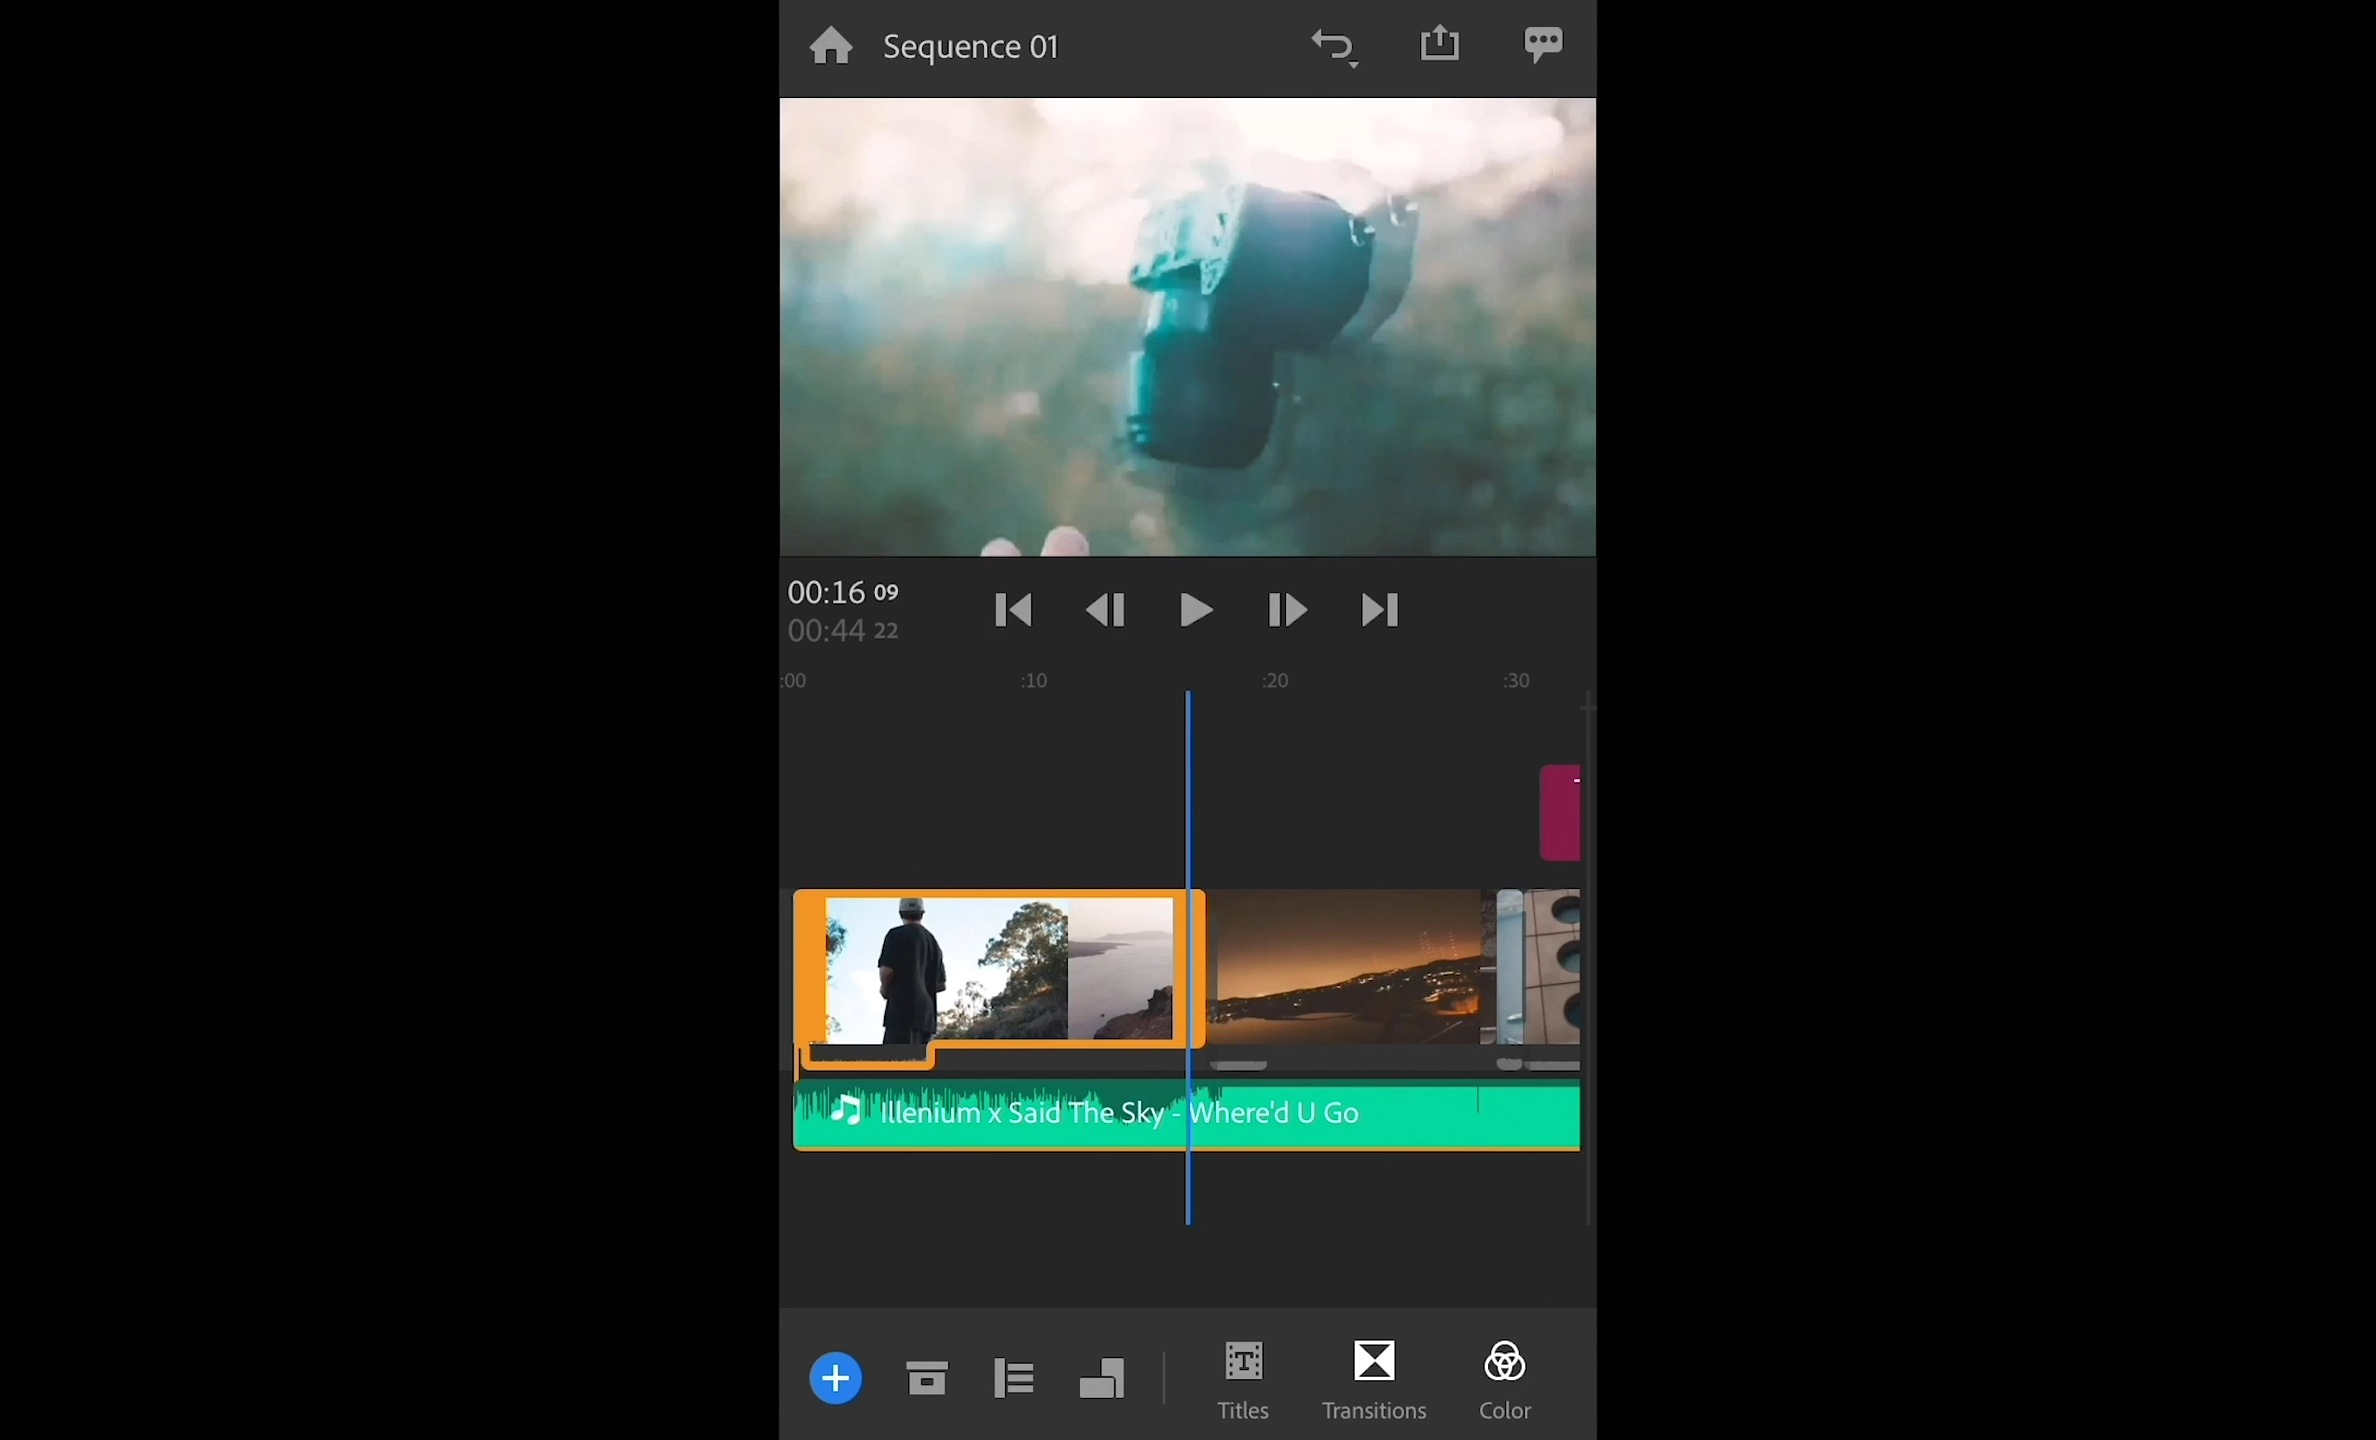 Sequence 01
00:16 09
00:44 22
:00 :10 :20 :30
Illenium x Said The Sky - Where'd U Go
Titles Transitions Color